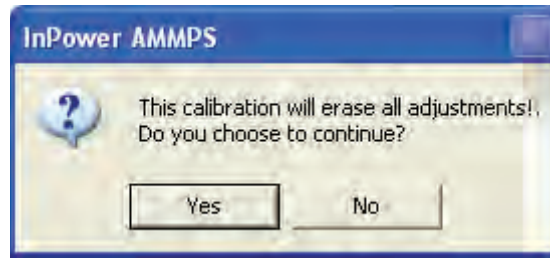 InPower AMMPS
This calibration will erase all adjustments!.
Do you choose to continue?
Yes
No